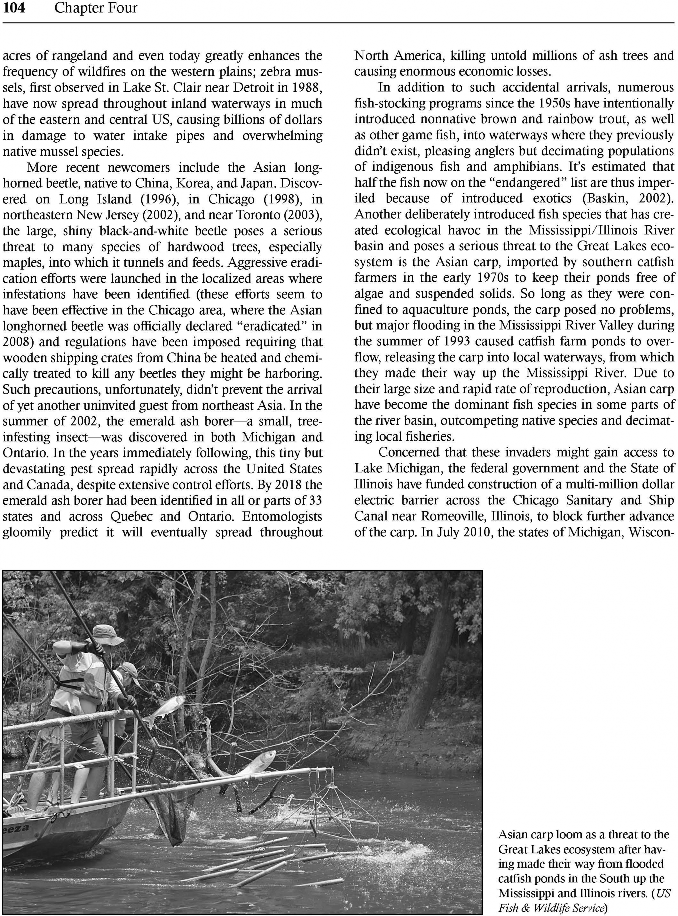 104 Chapter Four
acres of rangeland and even today greatly enhances the
frequency of wildfires on the western plains; zebra mus-
sels, first observed in Lake St. Clair near Detroit in 1988,
have now spread throughout inland waterways in much
of the eastern and central US, causing billions of dollars
in damage to water intake pipes and overwhelming
native mussel species.
More recent newcomers include the Asian long-
horned beetle, native to China, Korea, and Japan. Discov-
ered on Long Island (1996), in Chicago (1998), in
northeastern New Jersey (2002), and near Toronto (2003),
the large, shiny black-and-white beetle poses a serious
threat to many species of hardwood trees, especially
maples, into which it tunnels and feeds. Aggressive eradi-
cation efforts were launched in the localized areas where
infestations have been identified (these efforts seem to
have been effective in the Chicago area, where the Asian
longhorned beetle was officially declared “eradicated” in
2008) and regulations have been imposed requiring that
wooden shipping crates from China be heated and chemi-
cally treated to kill any beetles they might be harboring.
Such precautions, unfortunately, didn’t prevent the arrival
of yet another uninvited guest from northeast Asia. In the
summer of 2002, the emerald ash borer—a small, tree-
infesting insect—was discovered in both Michigan and
Ontario. In the years immediately following, this tiny but
devastating pest spread rapidly across the United States
and Canada, despite extensive control efforts. By 2018 the
emerald ash borer had been identified in all or parts of 33
states and across Quebec and Ontario. Entomologists
gloomily predict it will eventually spread throughout
North America, killing untold millions of ash trees and
causing enormous economic losses.
In addition to such accidental arrivals, numerous
fish-stocking programs since the 1950s have intentionally
introduced nonnative brown and rainbow trout, as well
as other game fish, into waterways where they previously
didn’t exist, pleasing anglers but decimating populations
of indigenous fish and amphibians. It’s estimated that
half the fish now on the “endangered” list are thus imper-
iled because of introduced exotics (Baskin, 2002).
Another deliberately introduced fish species that has cre-
ated ecological havoc in the Mississippi/Illinois River
basin and poses a serious threat to the Great Lakes eco-
system is the Asian carp, imported by southern catfish
farmers in the early 1970s to keep their ponds free of
algae and suspended solids. So long as they were con-
fined to aquaculture ponds, the carp posed no problems,
but major flooding in the Mississippi River Valley during
the summer of 1993 caused catfish farm ponds to over-
flow, releasing the carp into local waterways, from which
they made their way up the Mississippi River. Due to
their large size and rapid rate of reproduction, Asian carp
have become the dominant fish species in some parts of
the river basin, outcompeting native species and decimat-
ing local fisheries.
Concerned that these invaders might gain access to
Lake Michigan, the federal government and the State of
Illinois have funded construction of a multi-million dollar
electric barrier across the Chicago Sanitary and Ship
Canal near Romeoville, Illinois, to block further advance
of the carp. In July 2010, the states of Michigan, Wiscon-
eeza
Asian carp loom as a threat to the
Great Lakes ecosystem after hav-
ing made their way from flooded
catfish ponds in the South up the
Mississippi and Illinois rivers. (US
Fish & Wildlife Service)